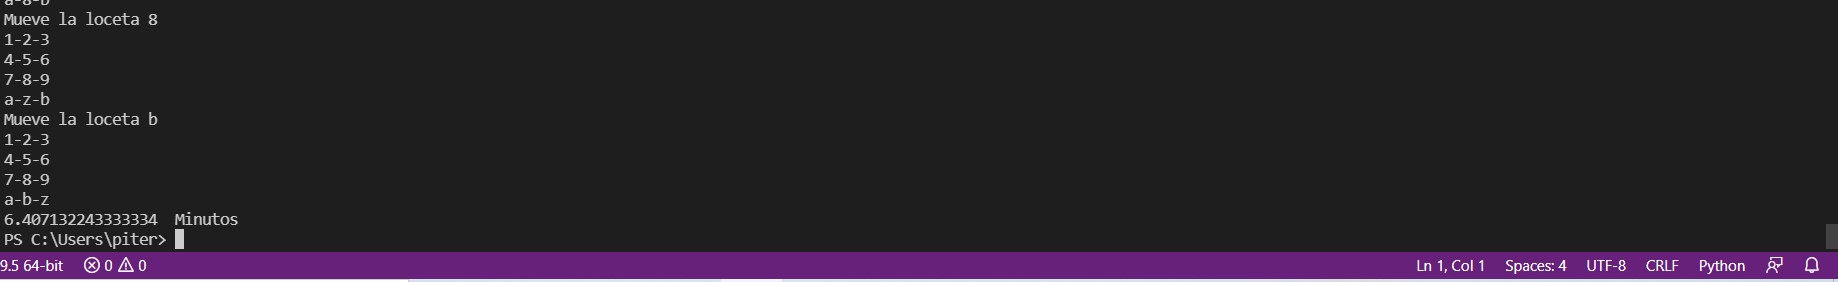 a-8-b
Mueve la loceta 8
1-2-3
4-5-6
7-8-9
a-z-b
Mueve la loceta b
1-2-3
4-5-6
7-8-9
a-b-z
6.407132243333334  Minutos
PS C:\Users\piter>
9.5 64-bit 0 0 Ln 1, Col 1 Spaces: 4 UTF-8 CRLF Python